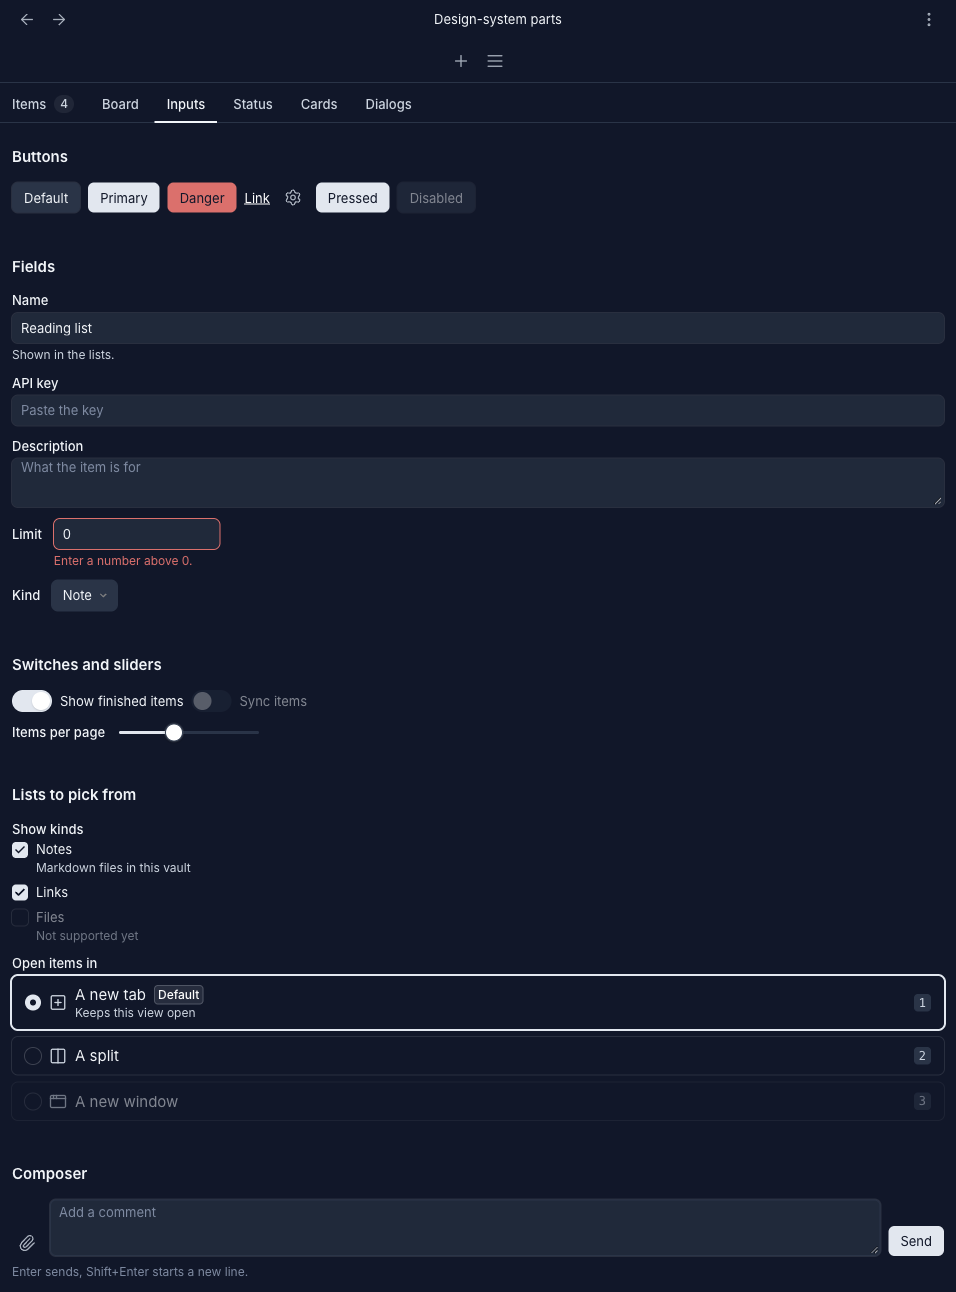 Design-system parts
Items 4 Board Inputs Status Cards Dialogs
Buttons
Default Primary Danger Link Pressed Disabled
Fields
Name
Reading list
Shown in the lists.
API key
Paste the key
Description
What the item is for
Limit 0
Enter a number above 0.
Kind Note
Switches and sliders
Show finished items Sync items
Items per page
Lists to pick from
Show kinds
Notes
Markdown files in this vault
Links
Files
Not supported yet
Open items in
A new tab Default
Keeps this view open
1
A split 2
A new window 3
Composer
Add a comment
Send
Enter sends, Shift+Enter starts a new line.